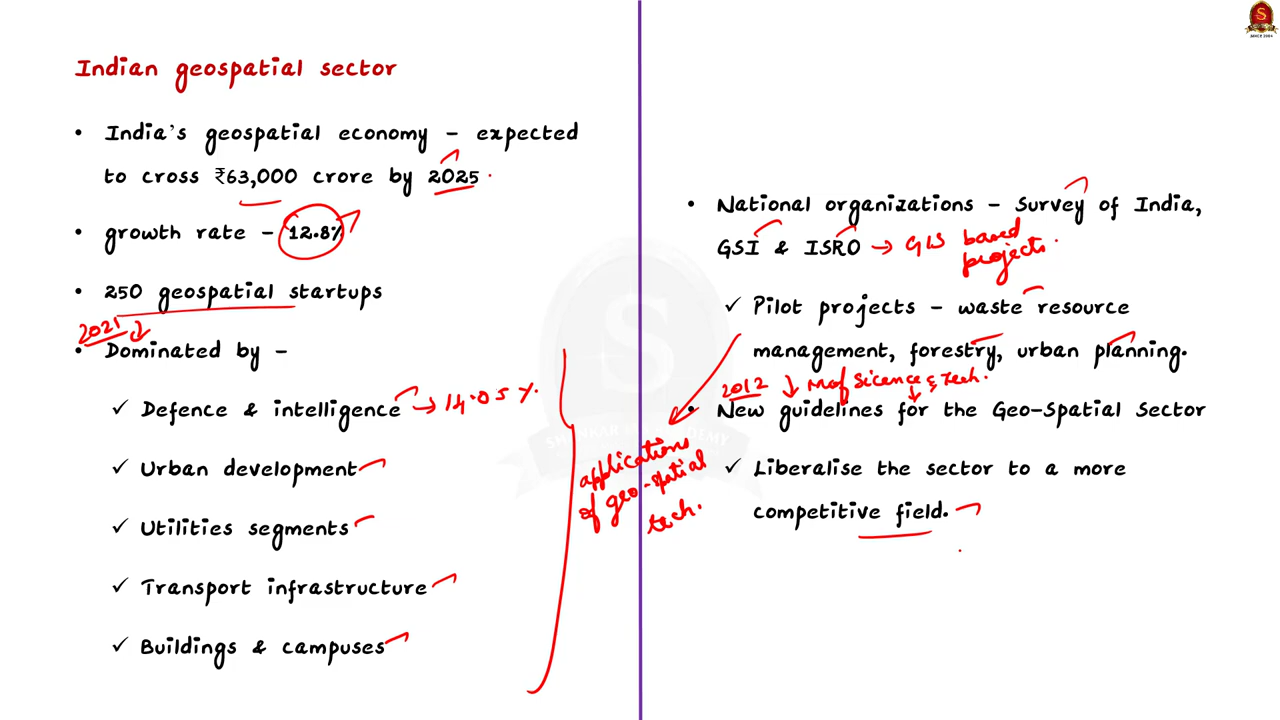 Indian geospatial sector
• India's geospatial economy – expected
to cross ₹63,000 crore by 2025
• growth rate – 12.8%
• 250 geospatial startups
2021
• Dominated by –
✓ Defence & intelligence → 14.05 %.
✓ Urban development
✓ Utilities segments
✓ Transport infrastructure
✓ Buildings & campuses
applications
of geo-spatial
tech.
• National organizations – Survey of India,
GSI & ISRO → GIS based
projects.
✓ Pilot projects – waste resource
management, forestry, urban planning.
2012 ↓ M of Sicence & Tech.
• New guidelines for the Geo-Spatial Sector
✓ Liberalise the sector to a more
competitive field.
S
SINCE 2004